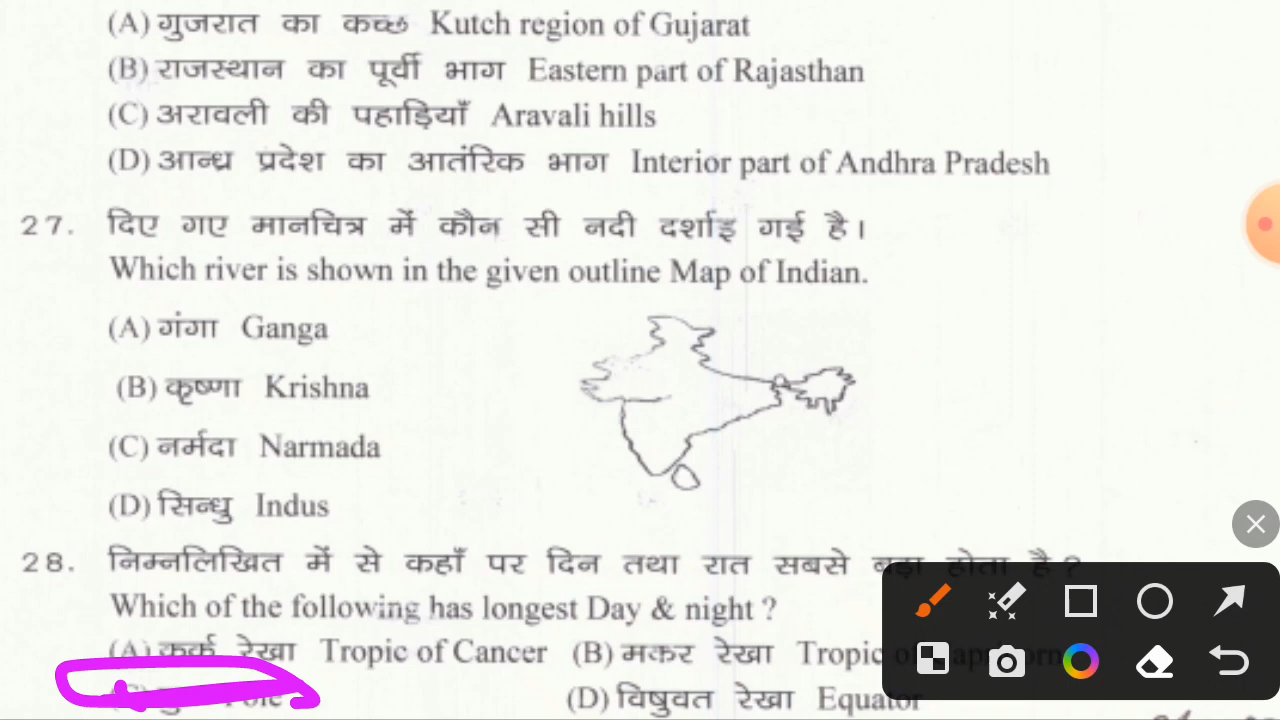 (A) गुजरात का कच्छ Kutch region of Gujarat
(B) राजस्थान का पूर्वी भाग Eastern part of Rajasthan
(C) अरावली की पहाड़ियाँ Aravali hills
(D) आन्ध्र प्रदेश का आतंरिक भाग Interior part of Andhra Pradesh
27. दिए गए मानचित्र में कौन सी नदी दर्शाइ गई है।
Which river is shown in the given outline Map of Indian.
(A) गंगा Ganga
(B) कृष्णा Krishna
(C) नर्मदा Narmada
(D) सिन्धु Indus
28. निम्नलिखित में से कहाँ पर दिन तथा रात सबसे बड़ा होता है ?
Which of the following has longest Day & night ?
(A) कर्क रेखा Tropic of Cancer (B) मकर रेखा Tropic of
(D) विषुवत रेखा Equator